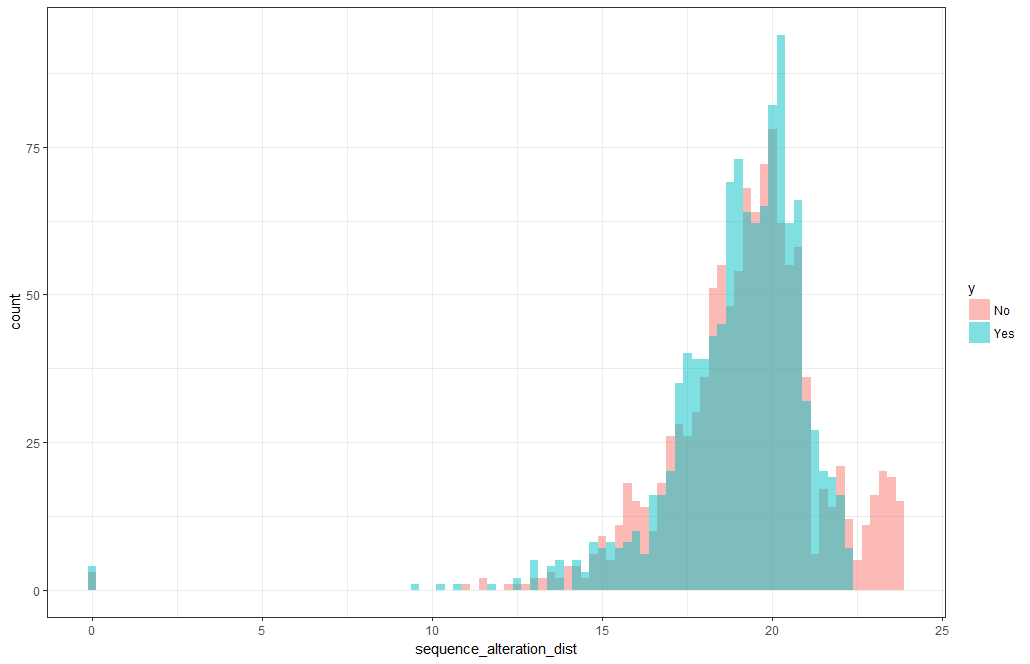 75
50
25
0
count
0 5 10 15 20 25
sequence_alteration_dist
y
No
Yes